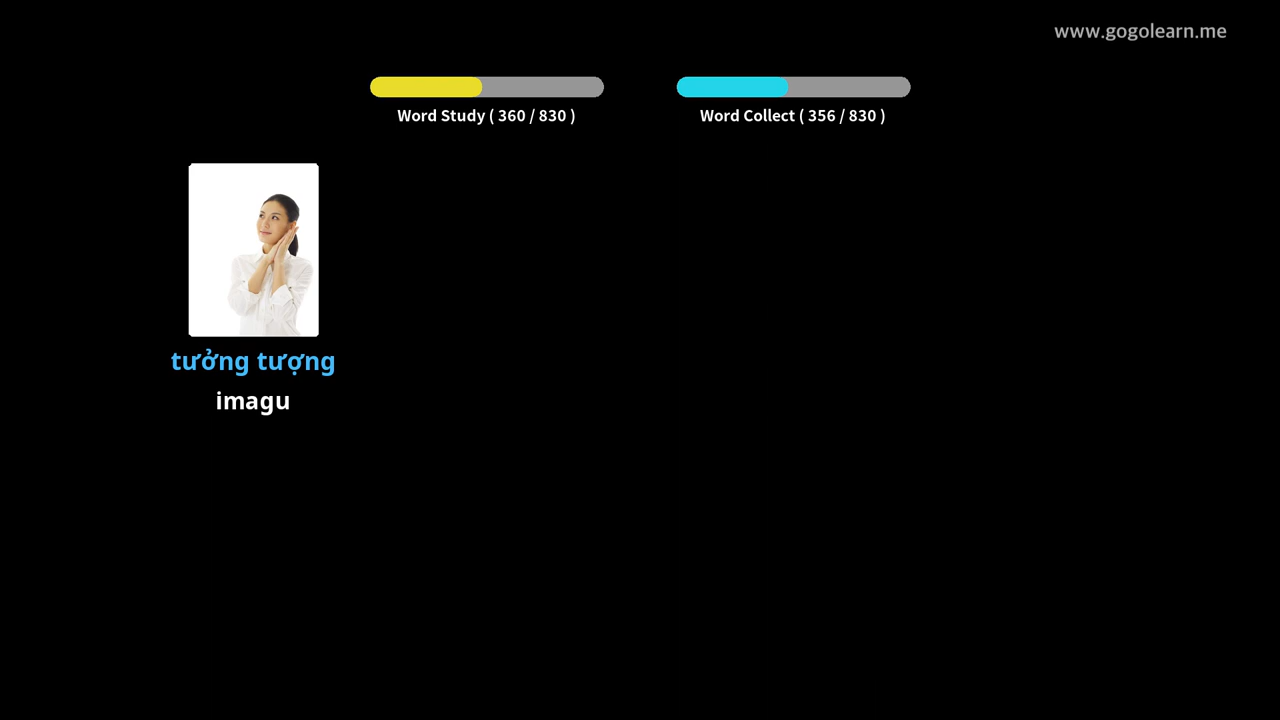 www.gogolearn.me
Word Study ( 360 / 830 )
Word Collect ( 356 / 830 )
tưởng tượng
imagu